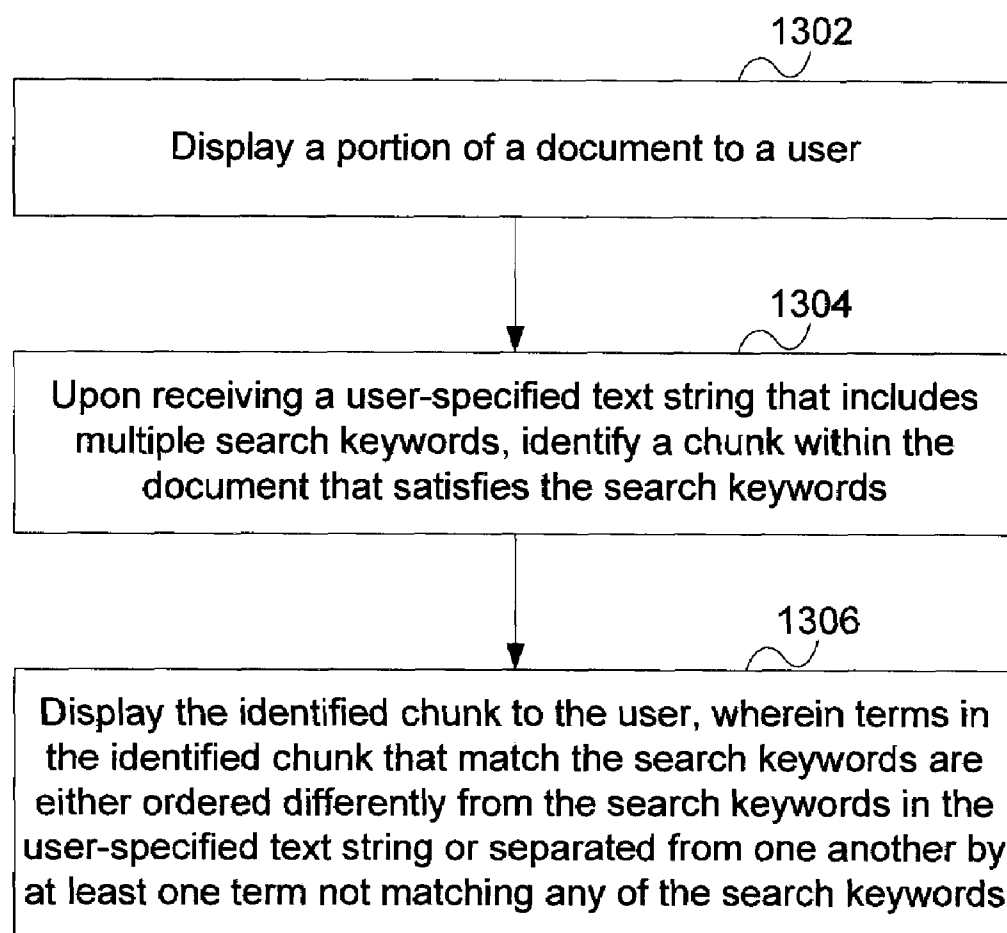 1302
Display a portion of a document to a user
1304
Upon receiving a user-specified text string that includes
multiple search keywords, identify a chunk within the
document that satisfies the search keywords
1306
Display the identified chunk to the user, wherein terms in
the identified chunk that match the search keywords are
either ordered differently from the search keywords in the
user-specified text string or separated from one another by
at least one term not matching any of the search keywords